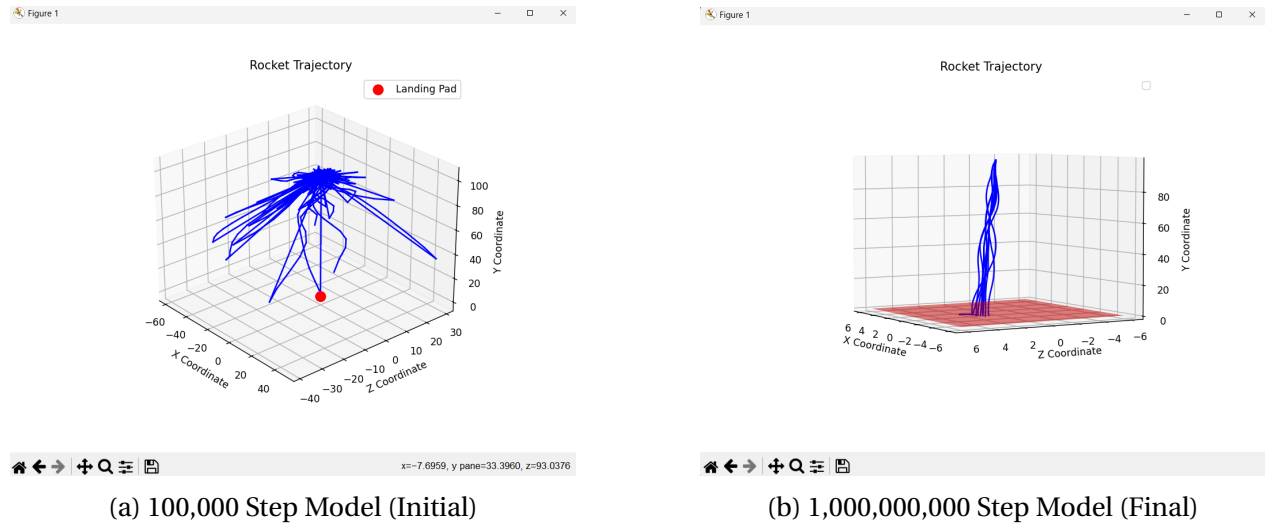 Figure 1
Rocket Trajectory
Landing Pad
100
80
60
40
20
0
Y Coordinate
−60
−40
−20
0
20
40
X Coordinate
−40
−30
−20
−10
0
10
20
30
Z Coordinate
x=−7.6959, y pane=33.3960, z=93.0376
(a) 100,000 Step Model (Initial)
Figure 1
Rocket Trajectory
80
60
40
20
0
Y Coordinate
6 4 2 0 −2 −4 −6
X Coordinate
6 4 2 0 −2 −4 −6
Z Coordinate
(b) 1,000,000,000 Step Model (Final)